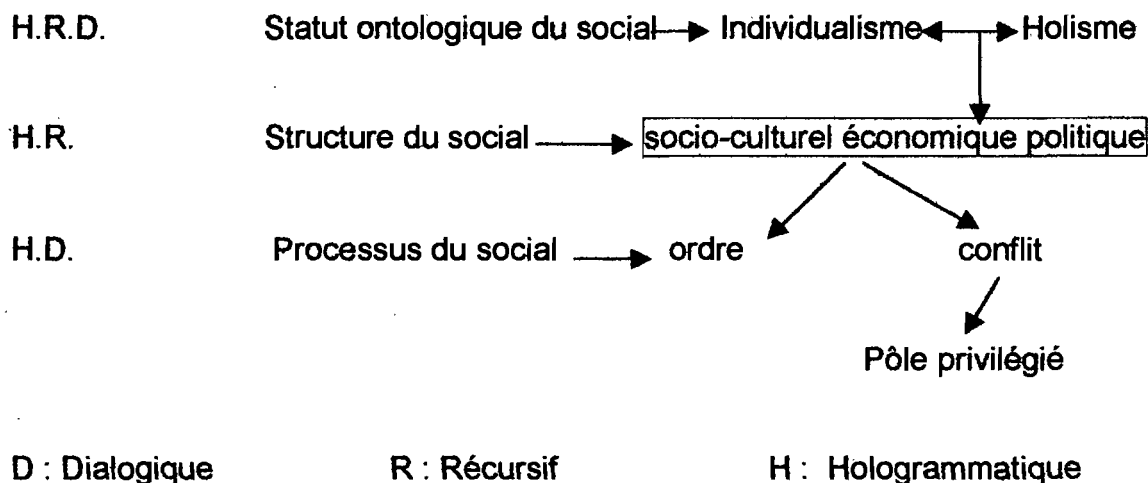 H.R.D. Statut ontologique du social Individualisme Holisme
H.R. Structure du social socio-culturel économique politique
H.D. Processus du social ordre conflit
Pôle privilégié
D : Dialogique R : Récursif H : Hologrammatique